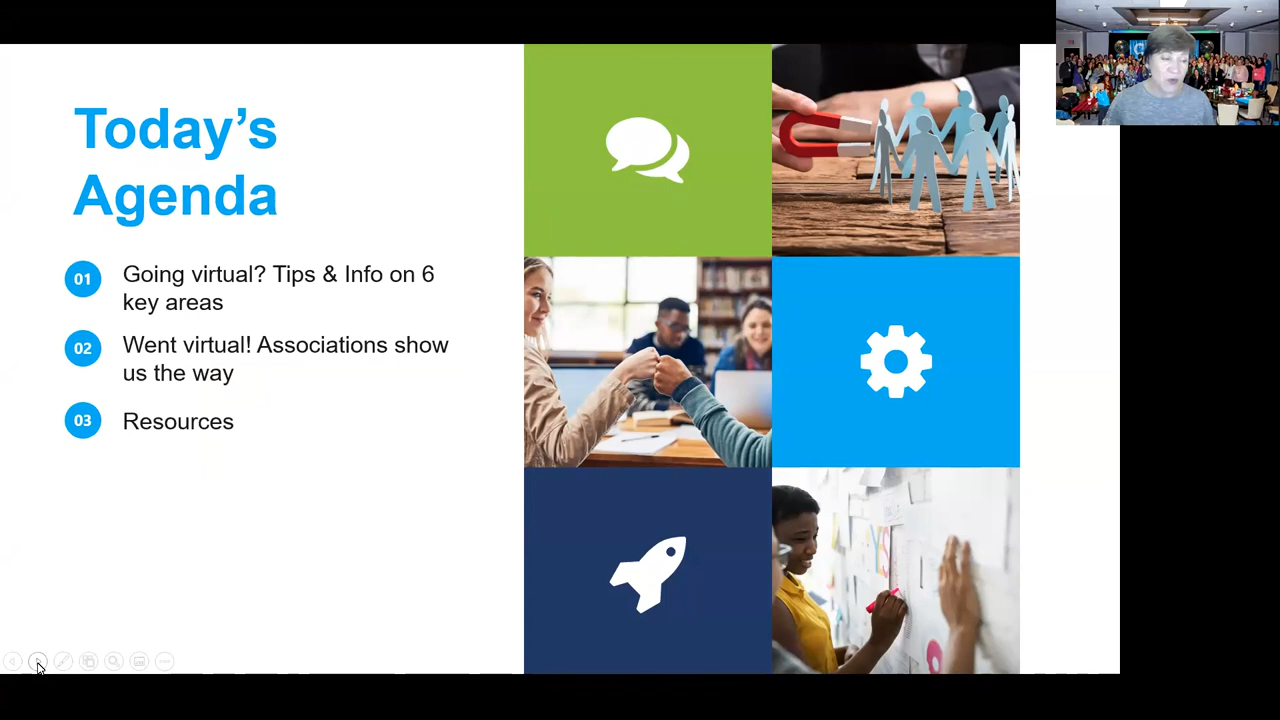 Today's
Agenda
01
Going virtual? Tips & Info on 6
key areas
02
Went virtual! Associations show
us the way
03
Resources